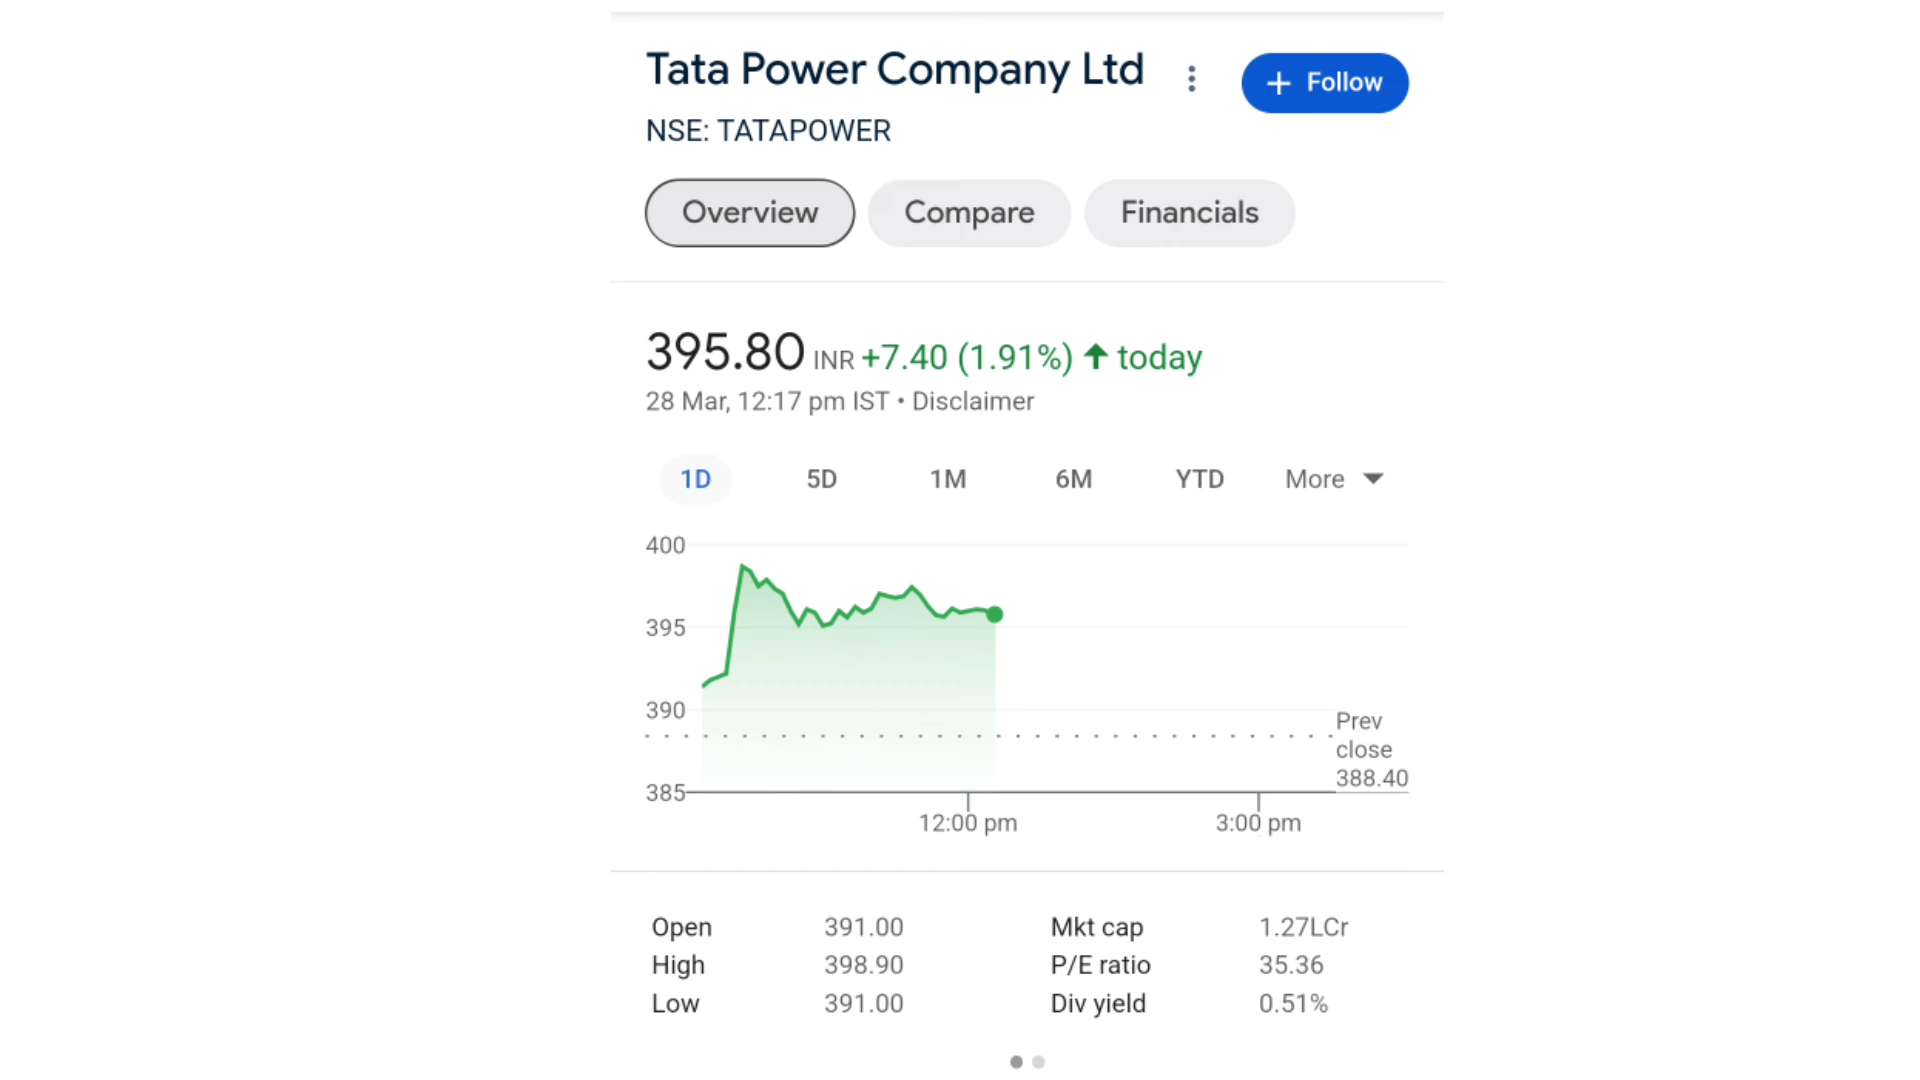 Tata Power Company Ltd
+ Follow
NSE: TATAPOWER
Overview Compare Financials
395.80 INR +7.40 (1.91%) ↑ today
28 Mar, 12:17 pm IST • Disclaimer
1D 5D 1M 6M YTD More
400
395
390
Prev
close
388.40
385
12:00 pm 3:00 pm
Open 391.00 Mkt cap 1.27LCr
High 398.90 P/E ratio 35.36
Low 391.00 Div yield 0.51%